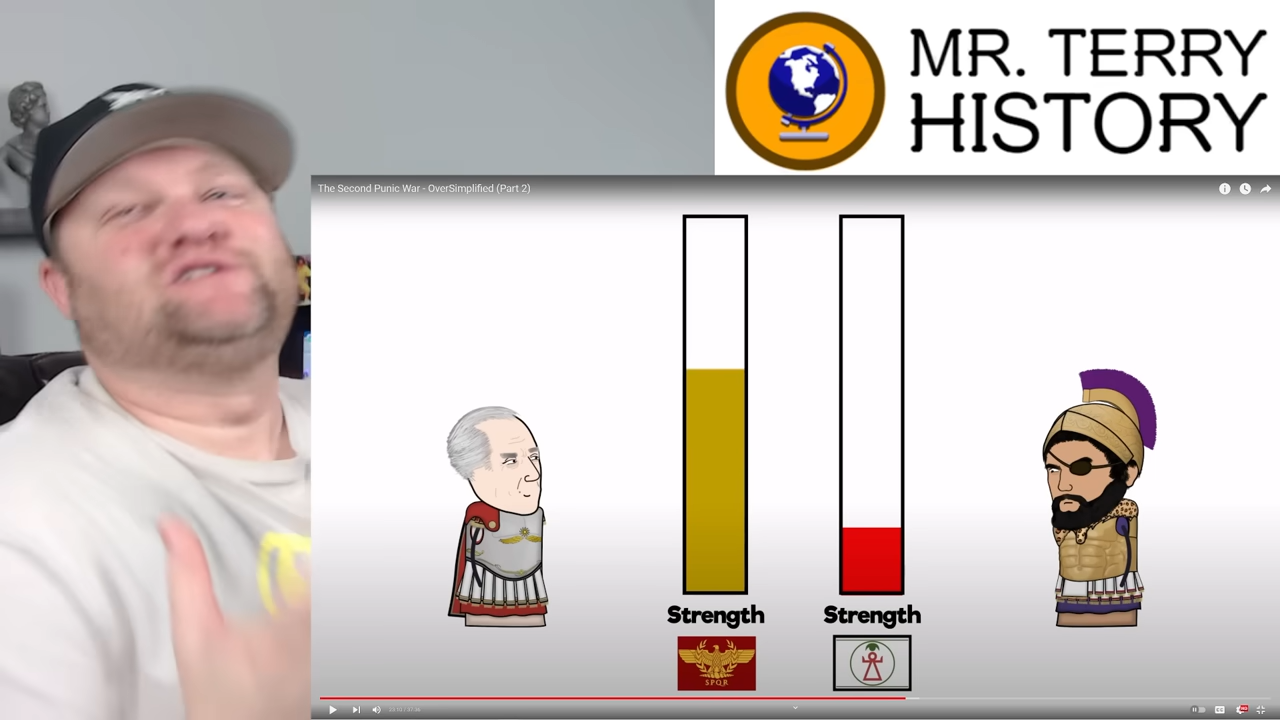 MR. TERRY
HISTORY
The Second Punic War - OverSimplified (Part 2)
Strength
Strength
SPQR